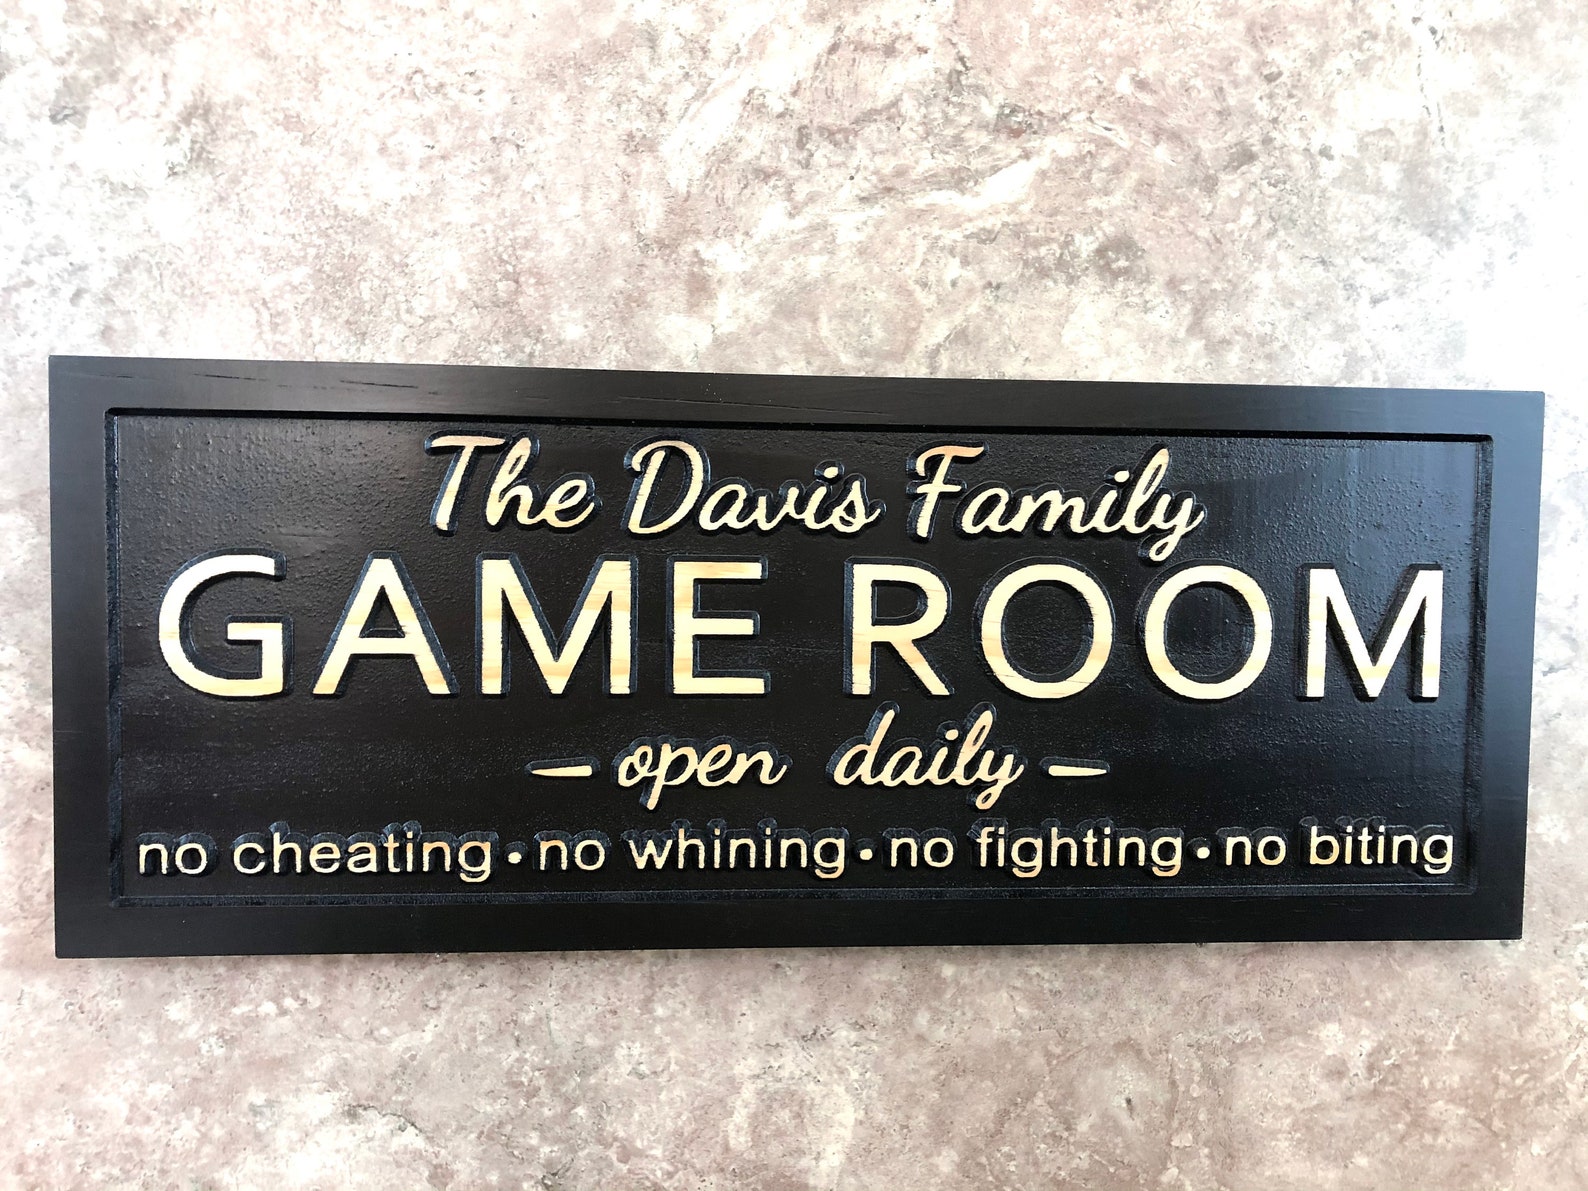 The Davis Family
GAME ROOM
– open daily –
no cheating • no whining • no fighting • no biting